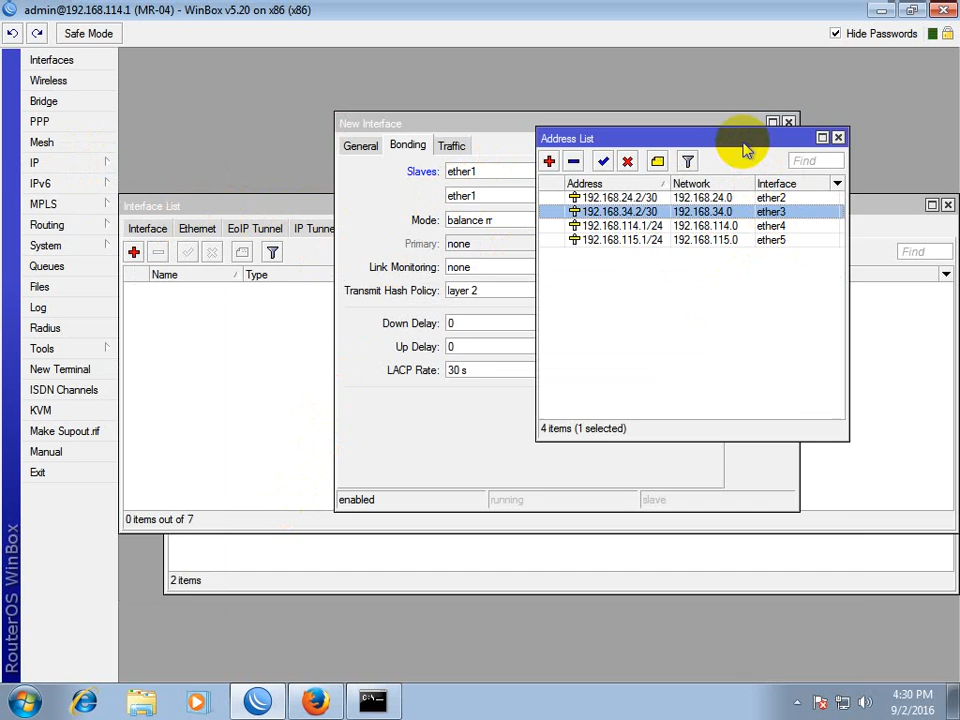 admin@192.168.114.1 (MR-04) - WinBox v5.20 on x86 (x86)
Safe Mode
Hide Passwords
Interfaces
Wireless
Bridge
PPP
Mesh
IP
IPv6
MPLS
Routing
System
Queues
Files
Log
Radius
Tools
New Terminal
ISDN Channels
KVM
Make Supout.rif
Manual
Exit
RouterOS WinBox
Interface List
Interface Ethernet EoIP Tunnel IP Tunne
Find
Name Type
0 items out of 7
2 items
New Interface
General Bonding Traffic
Slaves: ether1
ether1
Mode: balance rr
Primary: none
Link Monitoring: none
Transmit Hash Policy: layer 2
Down Delay: 0
Up Delay: 0
LACP Rate: 30 s
enabled running slave
Address List
Find
Address Network Interface
192.168.24.2/30 192.168.24.0 ether2
192.168.34.2/30 192.168.34.0 ether3
192.168.114.1/24 192.168.114.0 ether4
192.168.115.1/24 192.168.115.0 ether5
4 items (1 selected)
4:30 PM
9/2/2016